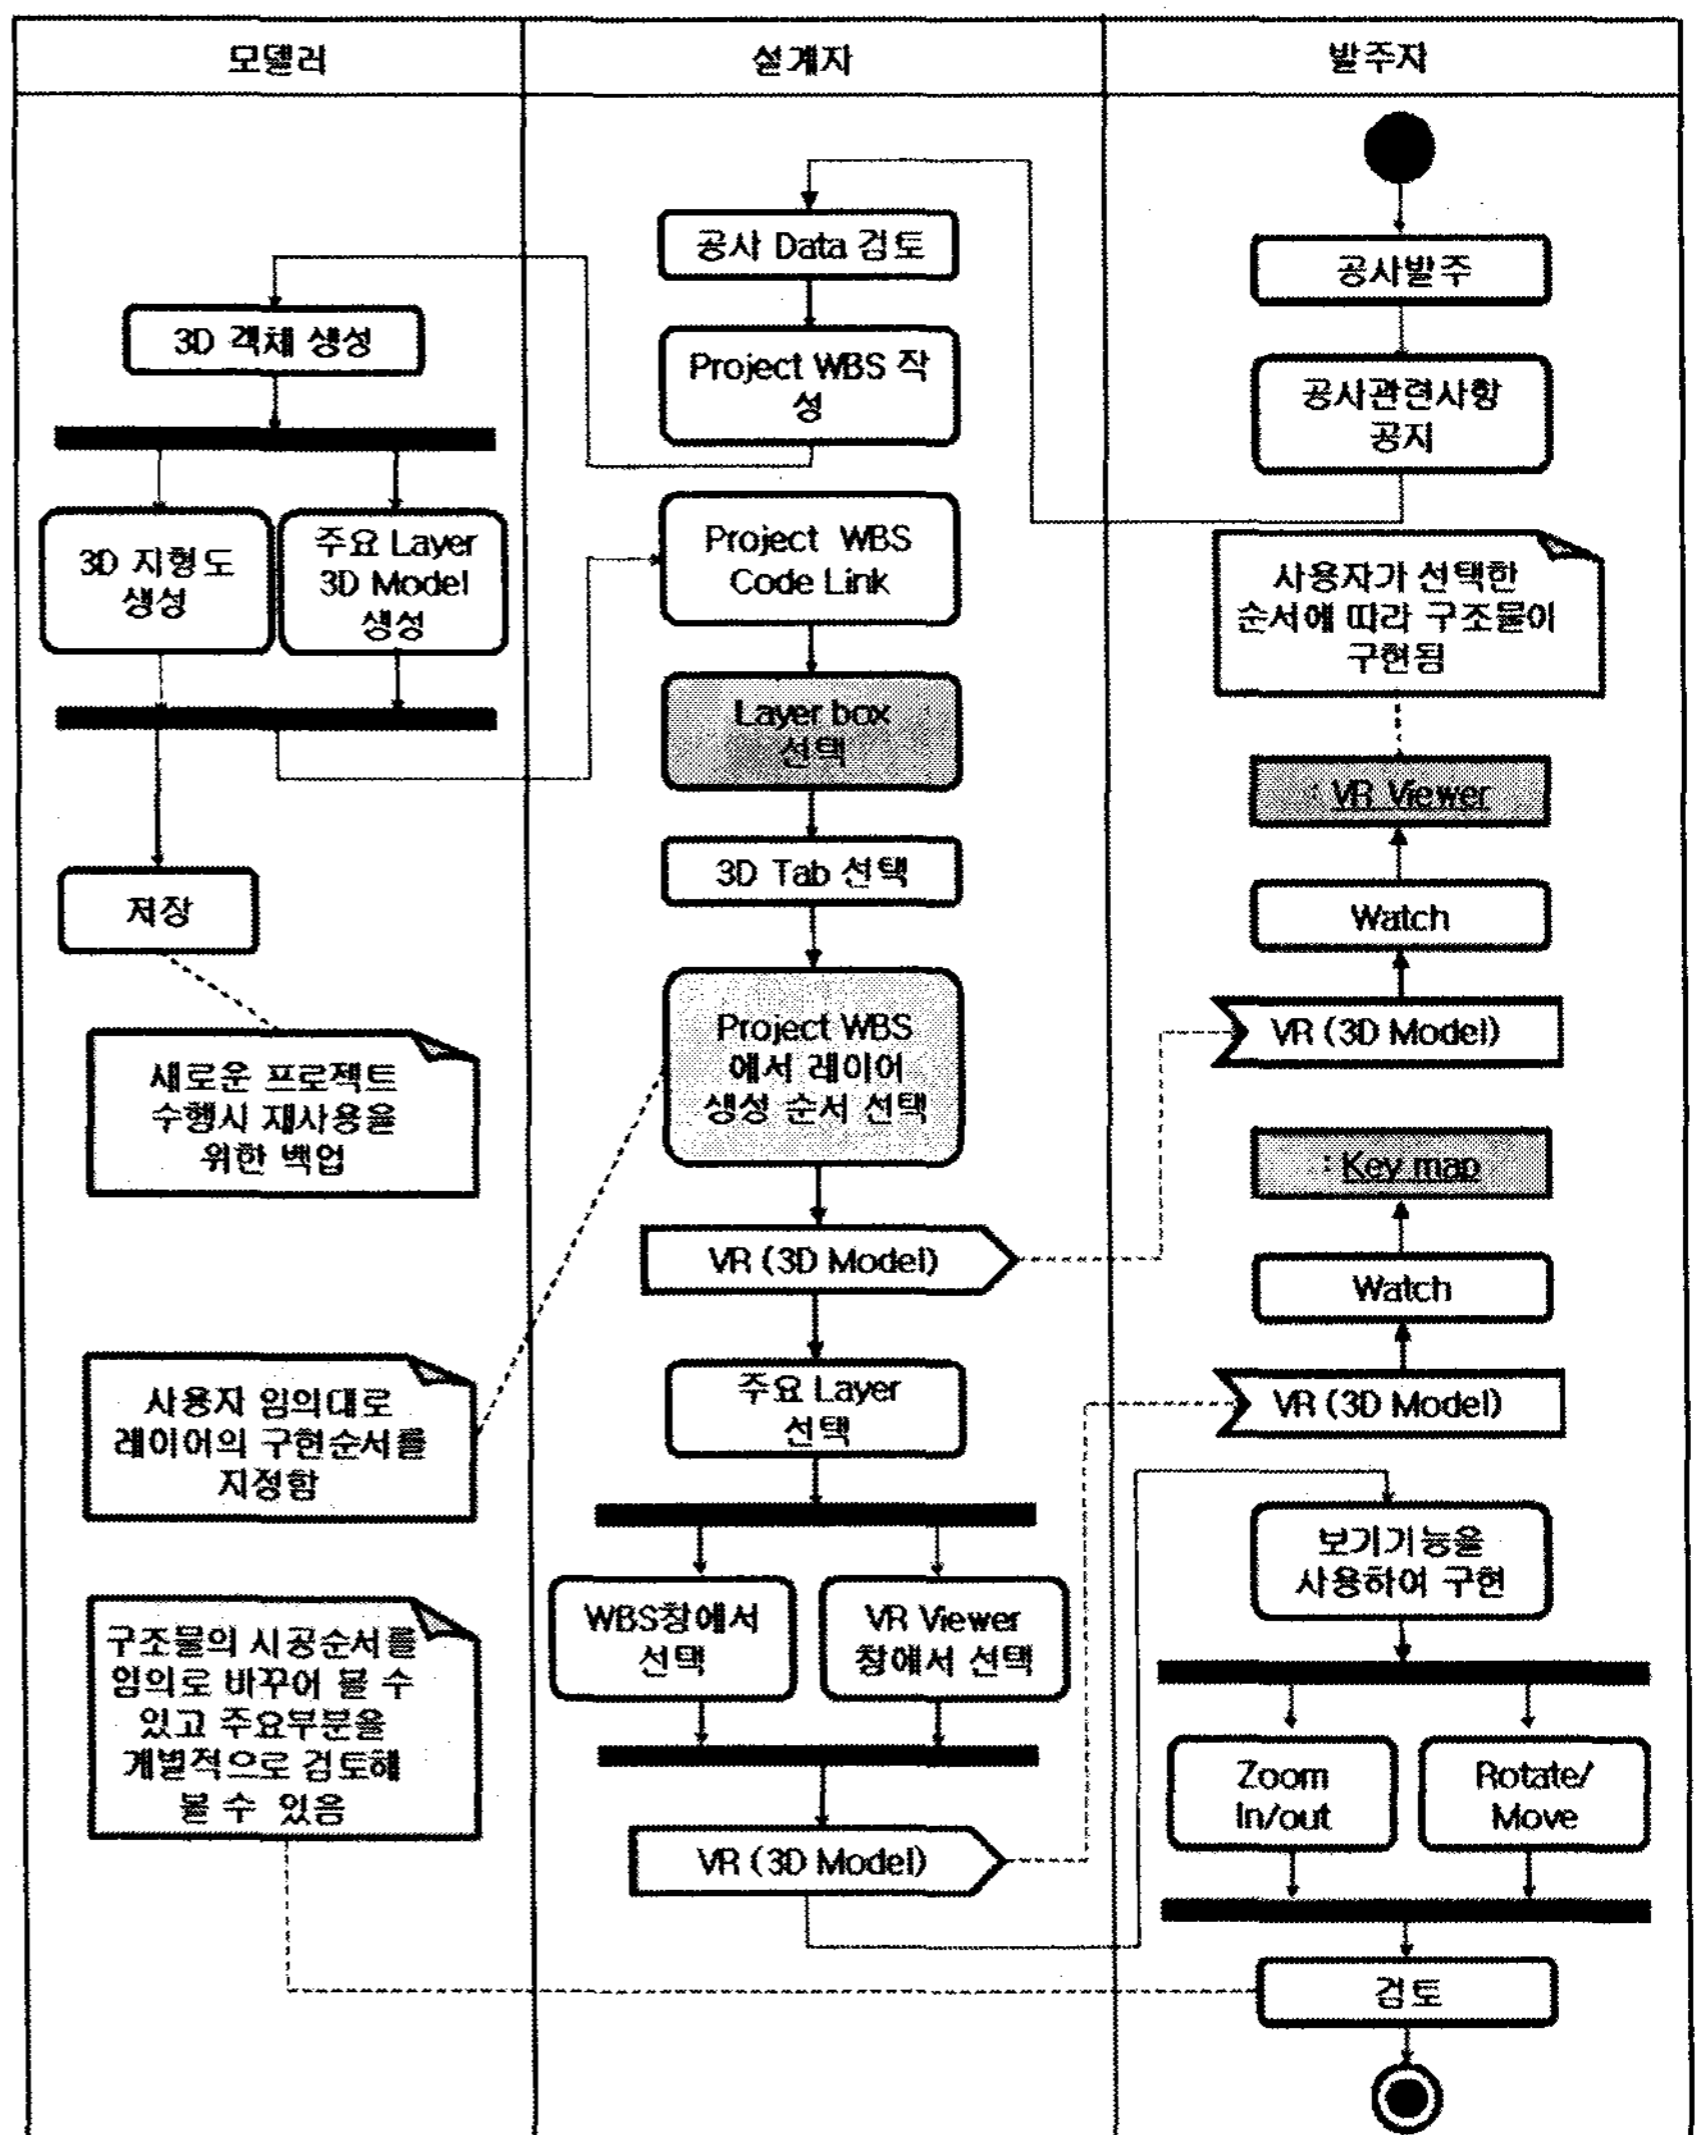 모델러
설계자
발주자
공사 Data 검토
공사발주
3D 객체 생성
Project WBS 작
성
공사관련사항
공지
3D 지형도
생성
주요 Layer
3D Model
생성
Project WBS
Code Link
사용자가 선택한
순서에 따라 구조물이
구현됨
Layer box
선택
: VR Viewer
3D Tab 선택
저장
Watch
Project WBS
에서 레이어
생성 순서 선택
VR (3D Model)
새로운 프로젝트
수행시 재사용을
위한 백업
: Key map
VR (3D Model)
Watch
사용자 임의대로
레이어의 구현순서를
지정함
주요 Layer
선택
VR (3D Model)
보기기능을
사용하여 구현
구조물의 시공순서를
임의로 바꾸어 볼 수
있고 주요부분을
개별적으로 검토해
볼 수 있음
WBS창에서
선택
VR Viewer
창에서 선택
Zoom
In/out
Rotate/
Move
VR (3D Model)
검토